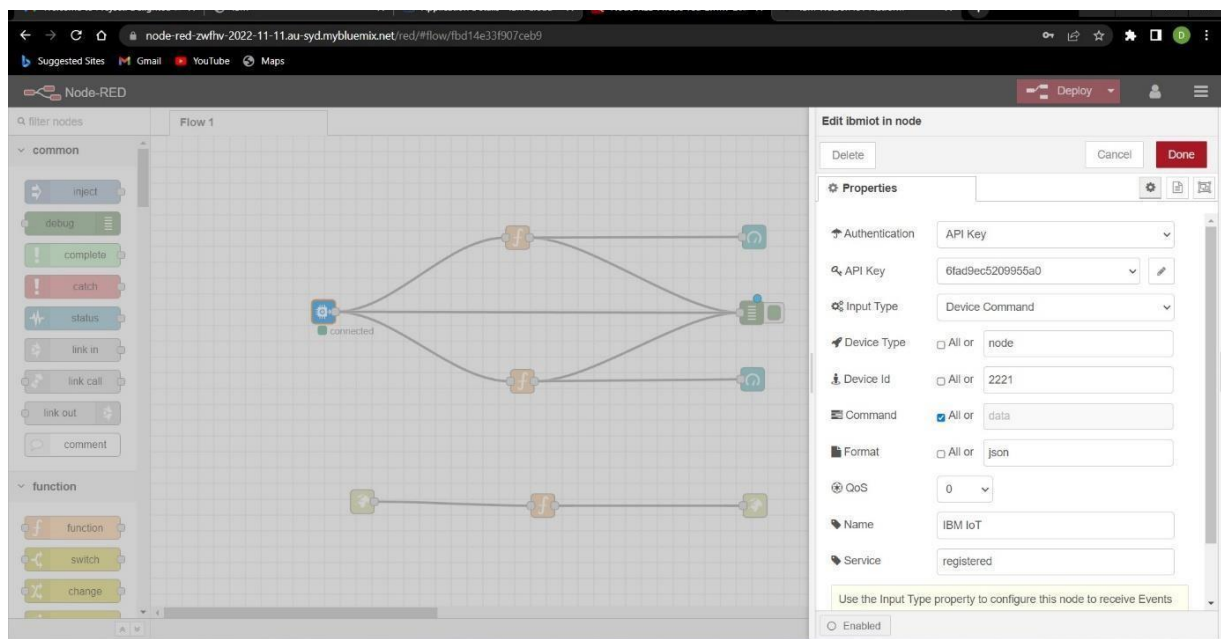 node-red-zwfhv-2022-11-11.au-syd.mybluemix.net/red/#flow/fbd14e33f907ceb9
D
Suggested Sites Gmail YouTube Maps
Node-RED
Deploy
filter nodes
Flow 1
common
inject
debug
complete
catch
status
link in
link call
link out
comment
function
function
switch
change
connected
Edit ibmiot in node
Delete Cancel Done
Properties
Authentication API Key
API Key 6fad9ec5209955a0
Input Type Device Command
Device Type All or node
Device Id All or 2221
Command All or data
Format All or json
QoS 0
Name IBM IoT
Service registered
Use the Input Type property to configure this node to receive Events
Enabled